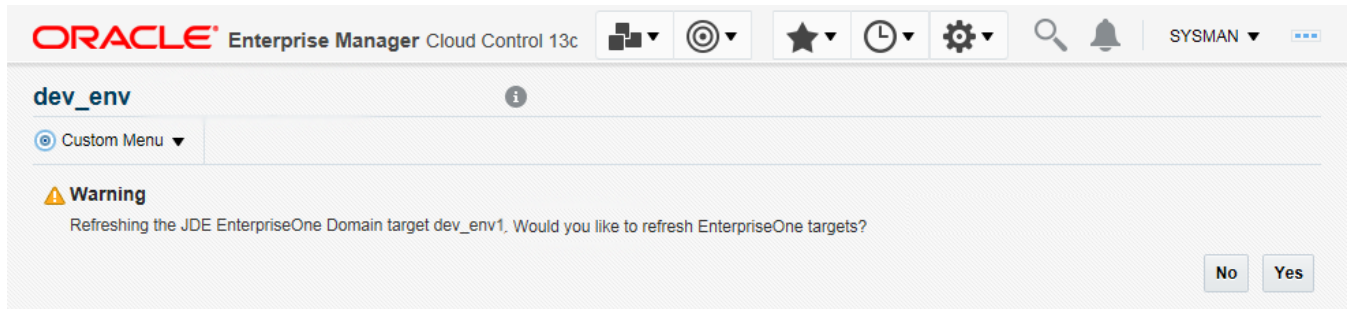 ORACLE Enterprise Manager Cloud Control 13c SYSMAN
dev_env
Custom Menu
Warning
Refreshing the JDE EnterpriseOne Domain target dev_env1. Would you like to refresh EnterpriseOne targets?
No Yes